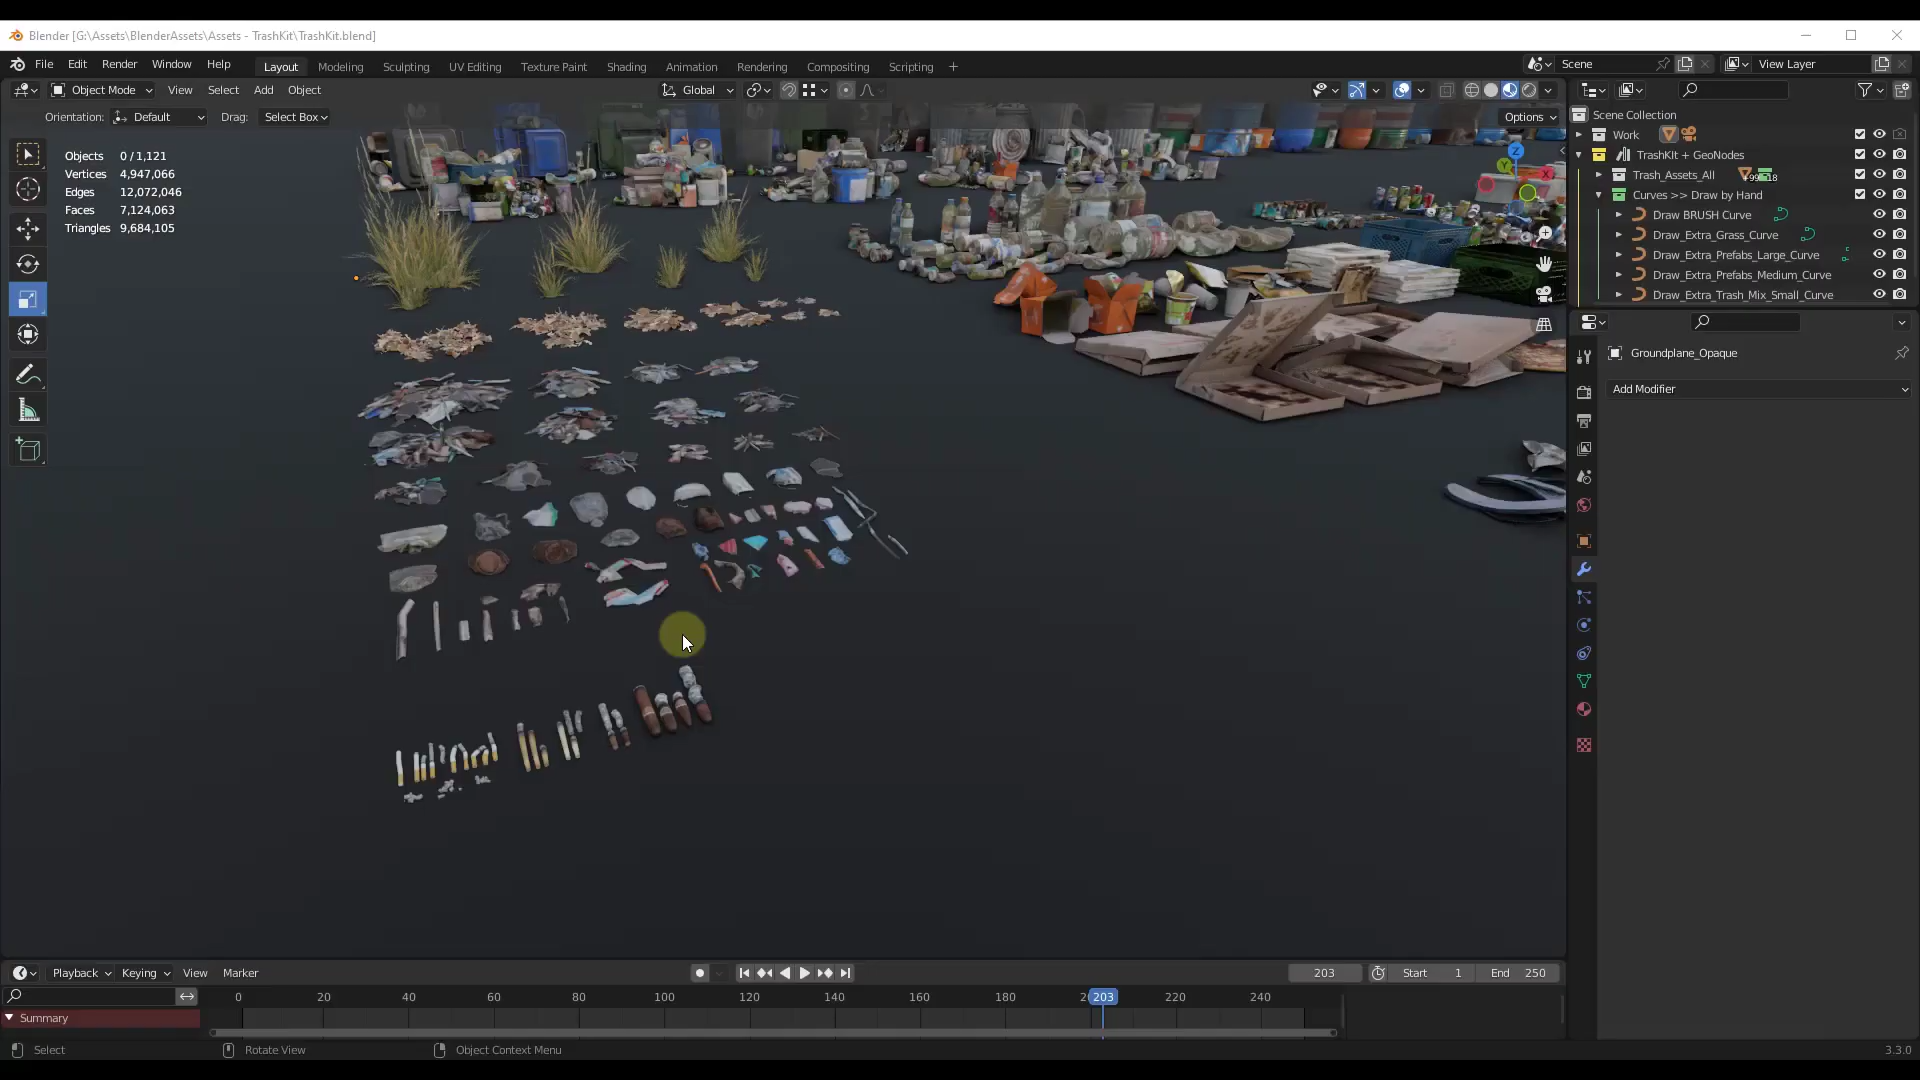 Blender [G:\Assets\BlenderAssets\Assets - TrashKit\TrashKit.blend]
File Edit Render Window Help Layout Modeling Sculpting UV Editing Texture Paint Shading Animation Rendering Compositing Scripting + Scene View Layer
Object Mode View Select Add Object Global
Orientation: Default Drag: Select Box Options
Objects 0 / 1,121
Vertices 4,947,066
Edges 12,072,046
Faces 7,124,063
Triangles 9,684,105
Z
Y
X
Scene Collection
Work
TrashKIt + GeoNodes
Trash_Assets_All
Curves >> Draw by Hand
Draw BRUSH Curve
Draw_Extra_Grass_Curve
Draw_Extra_Prefabs_Large_Curve
Draw_Extra_Prefabs_Medium_Curve
Draw_Extra_Trash_Mix_Small_Curve
Groundplane_Opaque
Add Modifier
Playback Keying View Marker 203 Start 1 End 250
0 20 40 60 80 100 120 140 160 180 203 220 240
Summary
Select Rotate View Object Context Menu 3.3.0